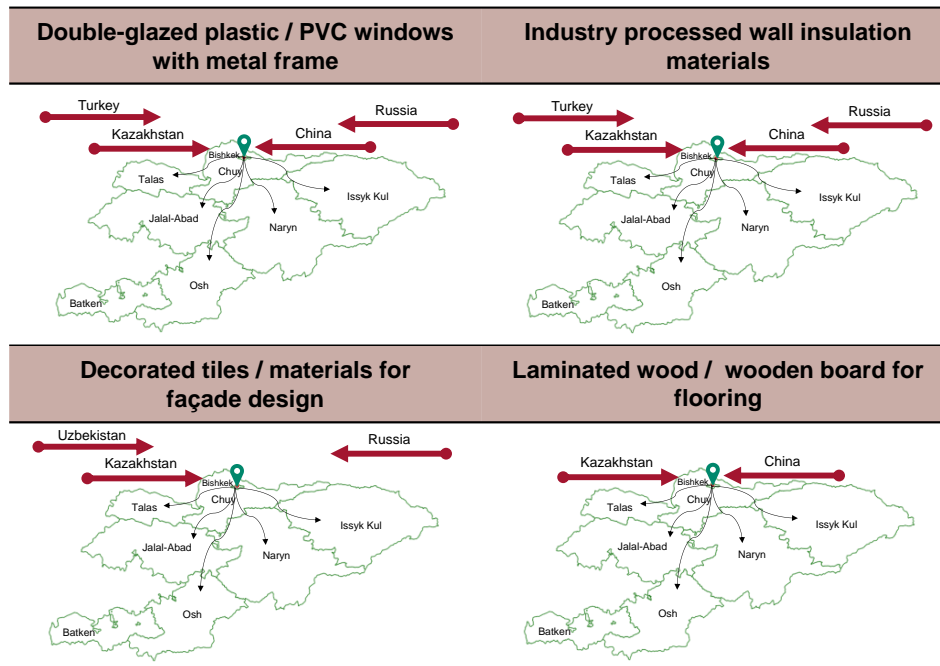 Double-glazed plastic / PVC windows
with metal frame
Industry processed wall insulation
materials
Turkey
Russia
Kazakhstan
China
Bishkek
Talas
Chuy
Issyk Kul
Jalal-Abad
Naryn
Osh
Batken
Turkey
Russia
Kazakhstan
China
Bishkek
Talas
Chuy
Issyk Kul
Jalal-Abad
Naryn
Osh
Batken
Decorated tiles / materials for
façade design
Laminated wood / wooden board for
flooring
Uzbekistan
Russia
Kazakhstan
Bishkek
Talas
Chuy
Issyk Kul
Jalal-Abad
Naryn
Osh
Batken
Kazakhstan
China
Bishkek
Talas
Chuy
Issyk Kul
Jalal-Abad
Naryn
Osh
Batken